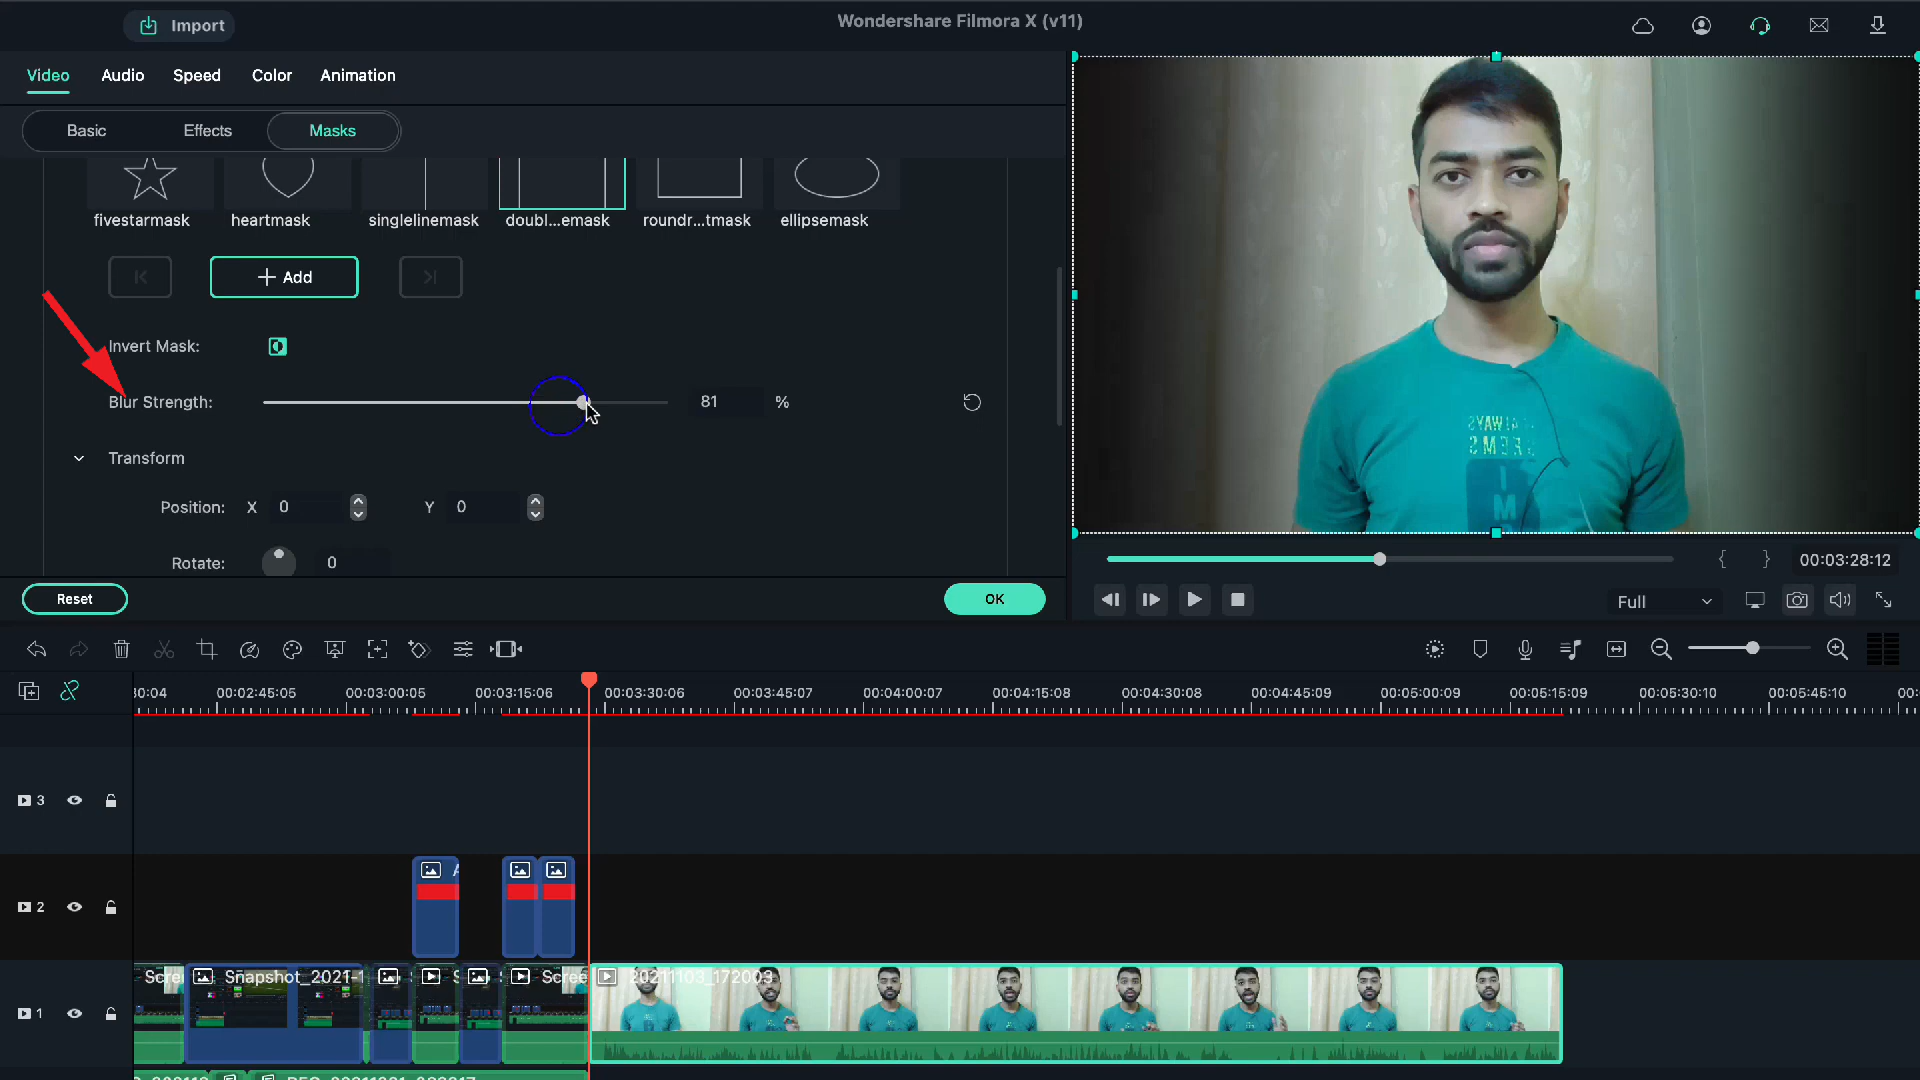 Import
Wondershare Filmora X (v11)
Video Audio Speed Color Animation
Basic Effects Masks
fivestarmask heartmask singlelinemask doubl...emask roundr...tmask ellipsemask
Add
Invert Mask:
Blur Strength: 81 %
Transform
Position: X 0 Y 0
Rotate: 0
Reset OK
00:03:28:12
Full
30:04 00:02:45:05 00:03:00:05 00:03:15:06 00:03:30:06 00:03:45:07 00:04:00:07 00:04:15:08 00:04:30:08 00:04:45:09 00:05:00:09 00:05:15:09 00:05:30:10 00:05:45:10 00:
3
2
1
Snapshot_2021-1
20211103_172003